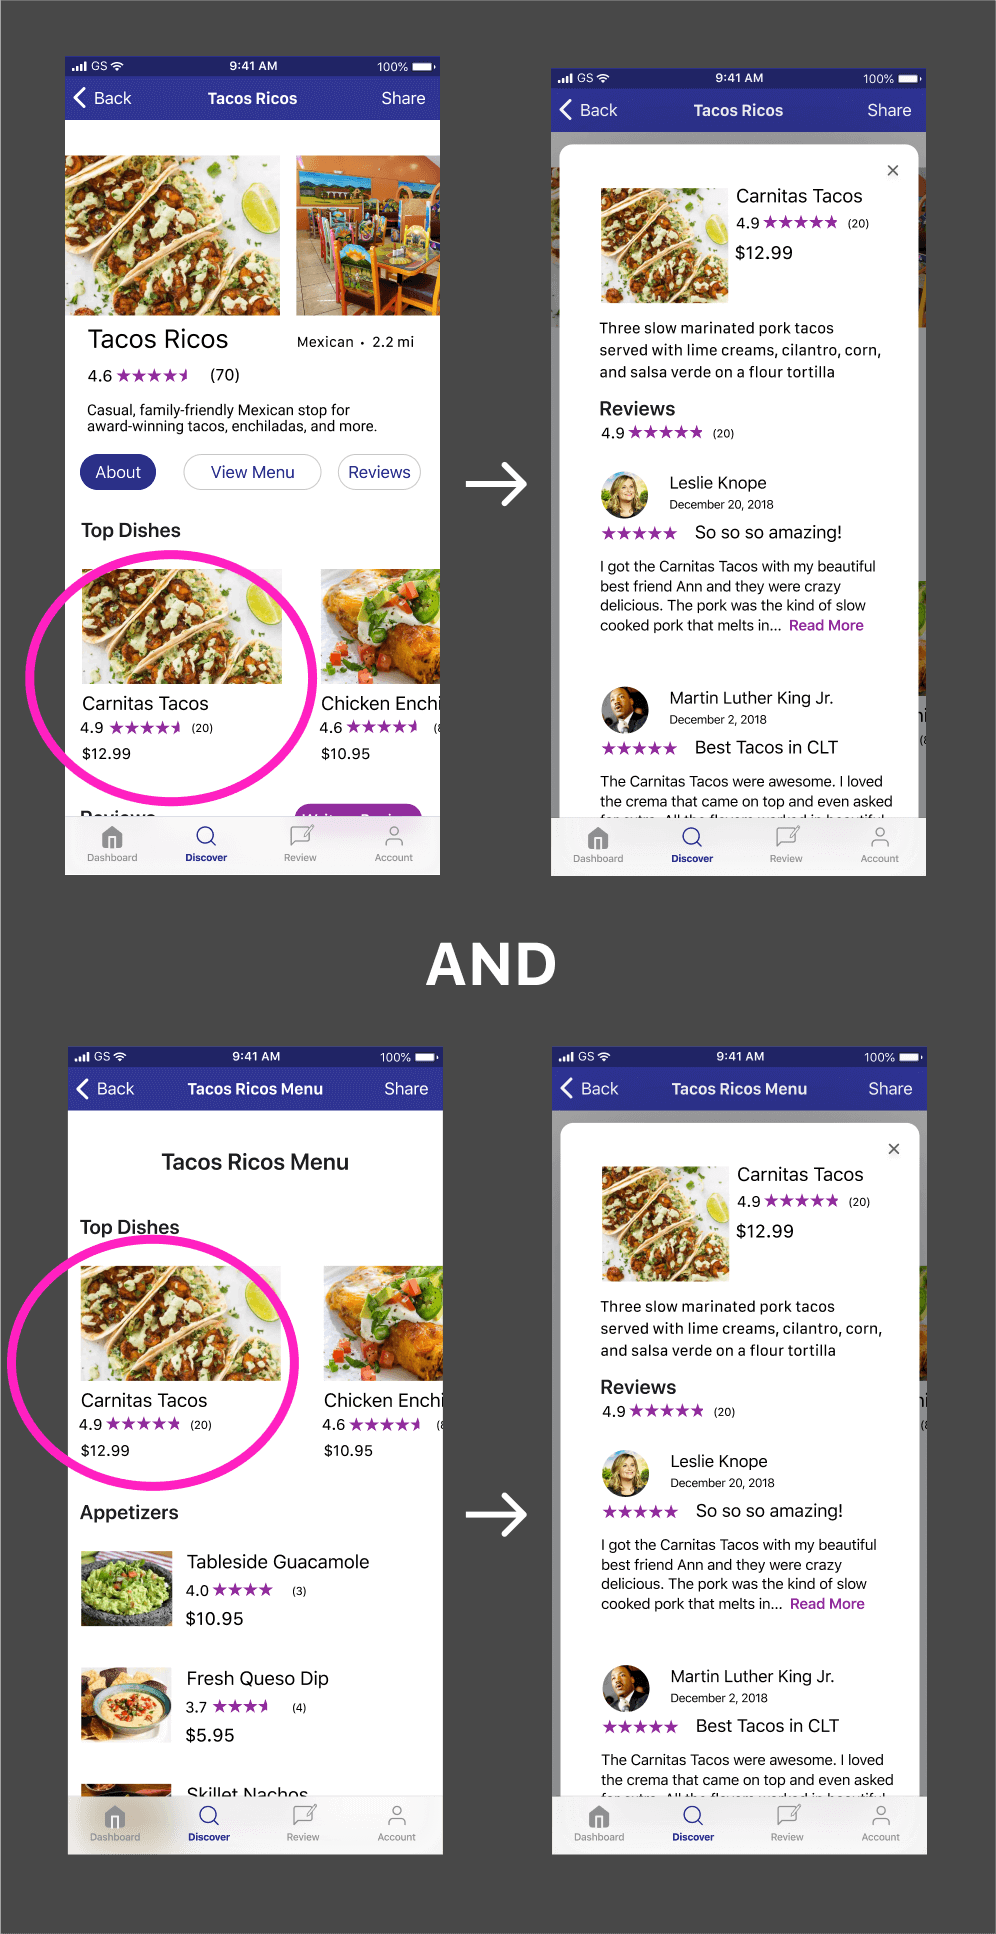 GS 9:41 AM 100%
Back Tacos Ricos Share
Tacos Ricos
Mexican • 2.2 mi
4.6 ★★★★★ (70)
Casual, family-friendly Mexican stop for
award-winning tacos, enchiladas, and more.
About View Menu Reviews
Top Dishes
Carnitas Tacos
4.9 ★★★★★ (20)
$12.99
Chicken Enchi
4.6 ★★★★★ (8
$10.95
Reviews
Dashboard Discover Review Account
GS 9:41 AM 100%
Back Tacos Ricos Share
×
Carnitas Tacos
4.9 ★★★★★ (20)
$12.99
Three slow marinated pork tacos
served with lime creams, cilantro, corn,
and salsa verde on a flour tortilla
Reviews
4.9 ★★★★★ (20)
Leslie Knope
December 20, 2018
★★★★★ So so so amazing!
I got the Carnitas Tacos with my beautiful
best friend Ann and they were crazy
delicious. The pork was the kind of slow
cooked pork that melts in... Read More
Martin Luther King Jr.
December 2, 2018
★★★★★ Best Tacos in CLT
The Carnitas Tacos were awesome. I loved
the crema that came on top and even asked
for extra. All the flavors worked in beautiful
Dashboard Discover Review Account
AND
GS 9:41 AM 100%
Back Tacos Ricos Menu Share
Tacos Ricos Menu
Top Dishes
Carnitas Tacos
4.9 ★★★★★ (20)
$12.99
Chicken Enchi
4.6 ★★★★★ (8
$10.95
Appetizers
Tableside Guacamole
4.0 ★★★★ (3)
$10.95
Fresh Queso Dip
3.7 ★★★★ (4)
$5.95
Skillet Nachos
Dashboard Discover Review Account
GS 9:41 AM 100%
Back Tacos Ricos Menu Share
×
Carnitas Tacos
4.9 ★★★★★ (20)
$12.99
Three slow marinated pork tacos
served with lime creams, cilantro, corn,
and salsa verde on a flour tortilla
Reviews
4.9 ★★★★★ (20)
Leslie Knope
December 20, 2018
★★★★★ So so so amazing!
I got the Carnitas Tacos with my beautiful
best friend Ann and they were crazy
delicious. The pork was the kind of slow
cooked pork that melts in... Read More
Martin Luther King Jr.
December 2, 2018
★★★★★ Best Tacos in CLT
The Carnitas Tacos were awesome. I loved
the crema that came on top and even asked
Dashboard Discover Review Account